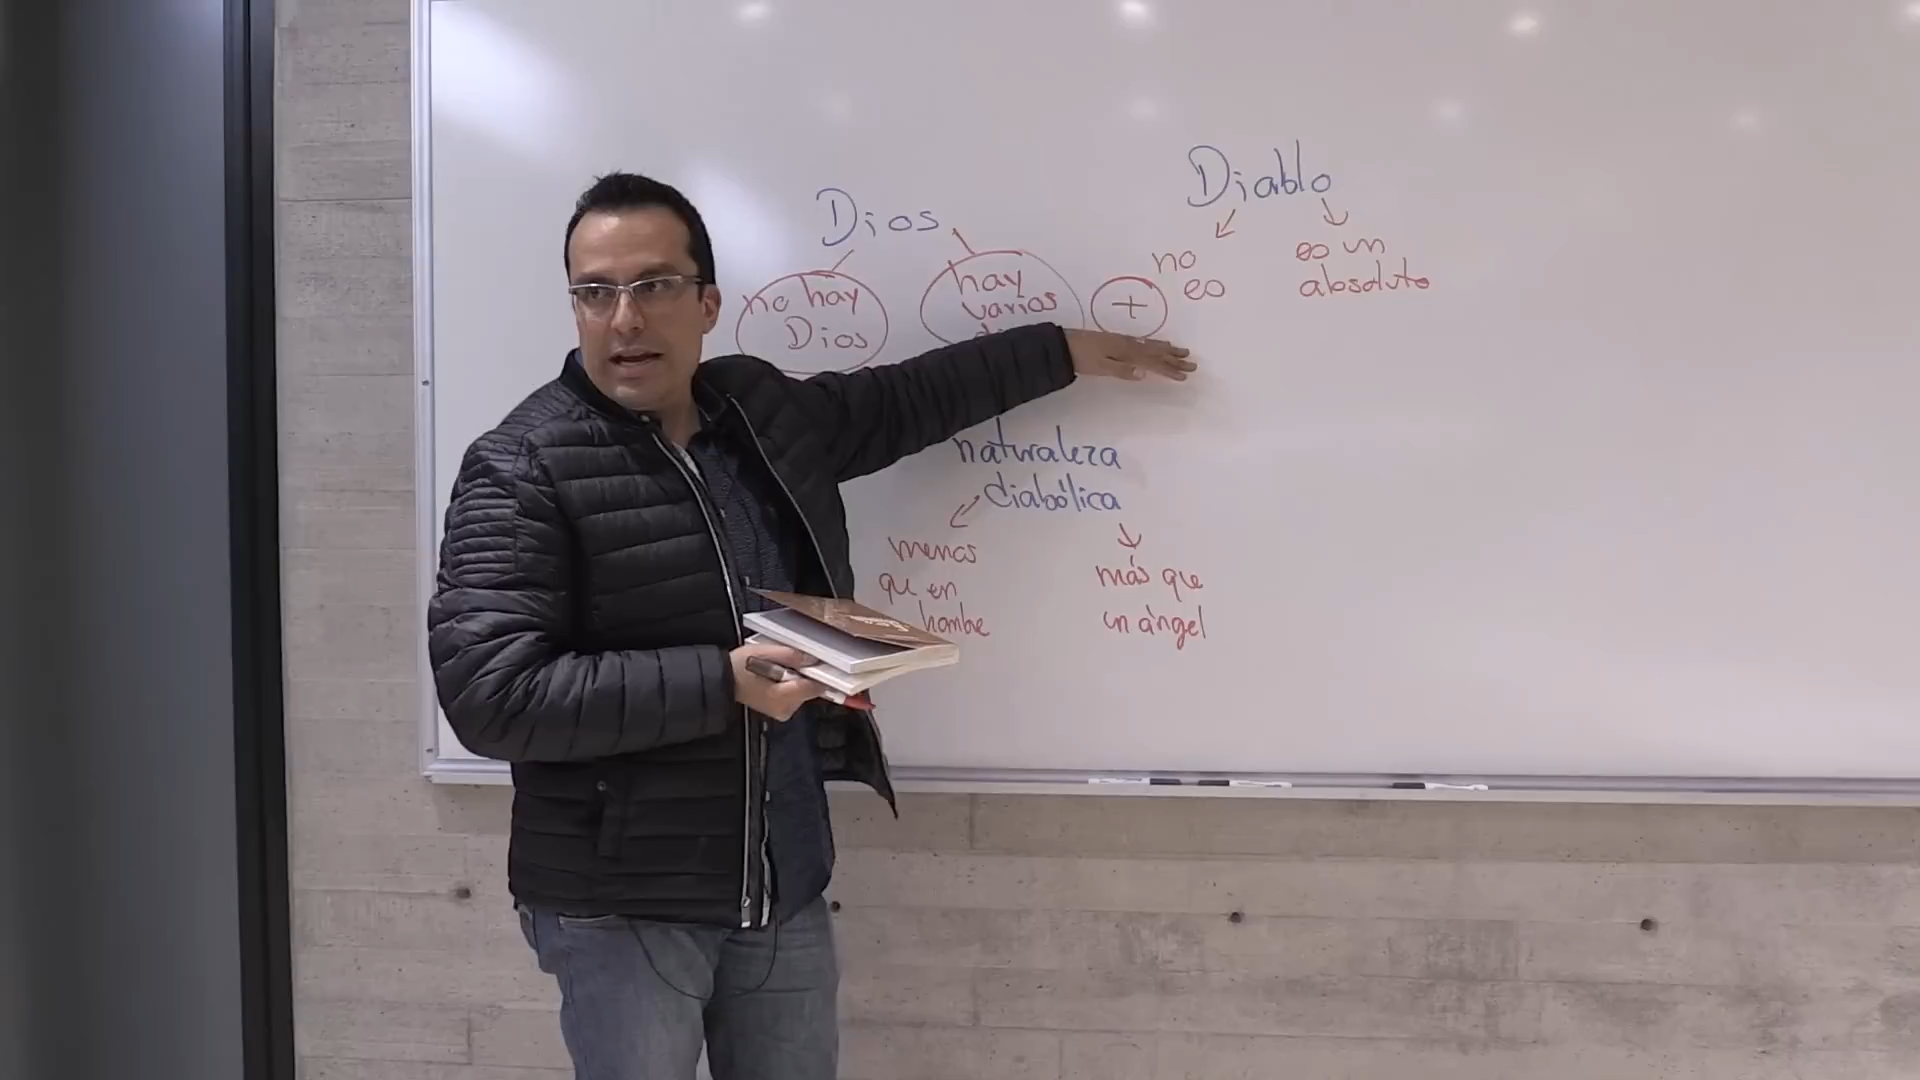 Dios
no hay
Dios
hay
varios
+
Diablo
no
es
es un
absoluto
naturaleza
diabólica
menos
que un
hombre
más que
un ángel